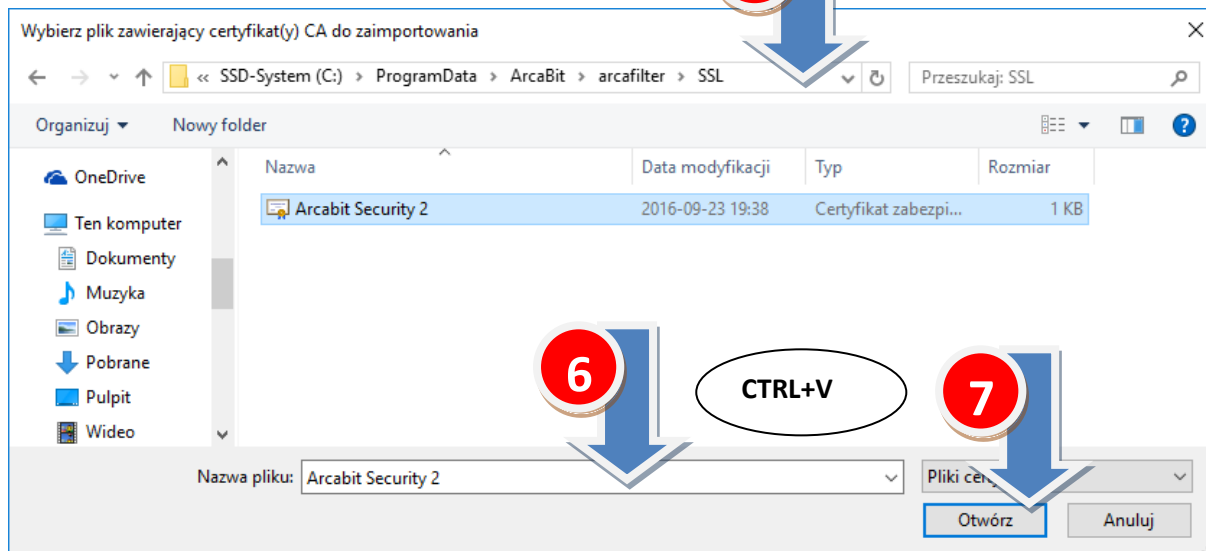 Wybierz plik zawierający certyfikat(y) CA do zaimportowania
« SSD-System (C:) > ProgramData > ArcaBit > arcafilter > SSL
Przeszukaj: SSL
Organizuj
Nowy folder
?
Nazwa
Data modyfikacji
Typ
Rozmiar
OneDrive
Arcabit Security 2
2016-09-23 19:38
Certyfikat zabezpi...
1 KB
Ten komputer
Dokumenty
Muzyka
Obrazy
Pobrane
Pulpit
Wideo
6
CTRL+V
7
Nazwa pliku:
Arcabit Security 2
Pliki
Otwórz
Anuluj